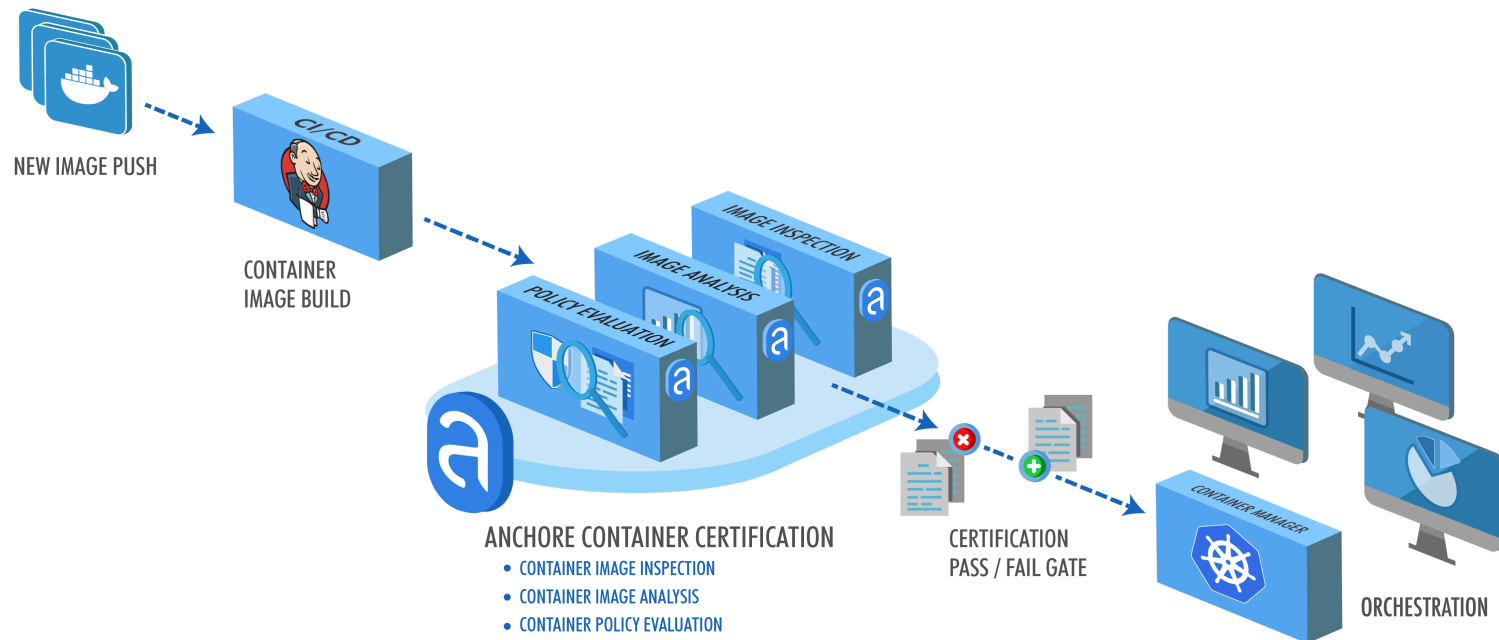 NEW IMAGE PUSH
CI/CD
CONTAINER
IMAGE BUILD
IMAGE INSPECTION
IMAGE ANALYSIS
POLICY EVALUATION
a
a
a
a
ANCHORE CONTAINER CERTIFICATION
• CONTAINER IMAGE INSPECTION
• CONTAINER IMAGE ANALYSIS
• CONTAINER POLICY EVALUATION
CERTIFICATION
PASS / FAIL GATE
CONTAINER MANAGER
ORCHESTRATION